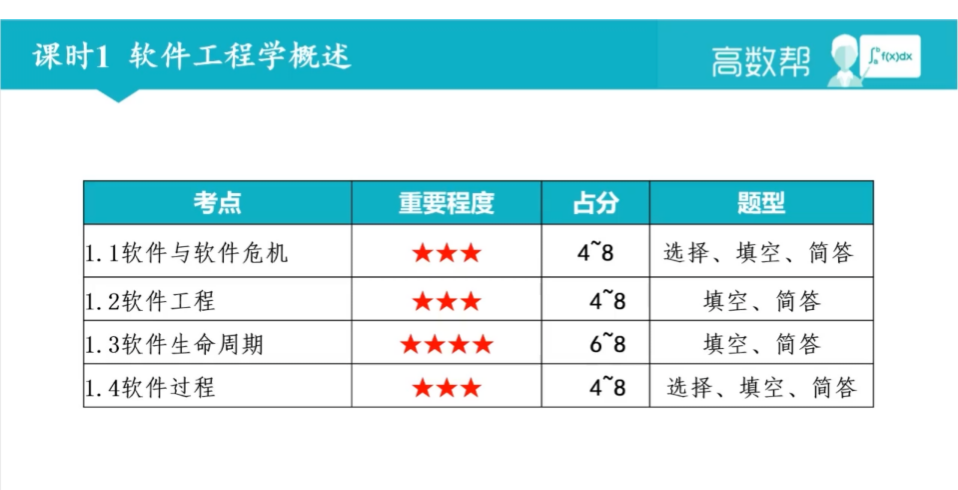 课时1 软件工程学概述
高数帮
∫ₐᵇ f(x)dx
考点 重要程度 占分 题型
1.1软件与软件危机 ★★★ 4~8 选择、填空、简答
1.2软件工程 ★★★ 4~8 填空、简答
1.3软件生命周期 ★★★★ 6~8 填空、简答
1.4软件过程 ★★★ 4~8 选择、填空、简答